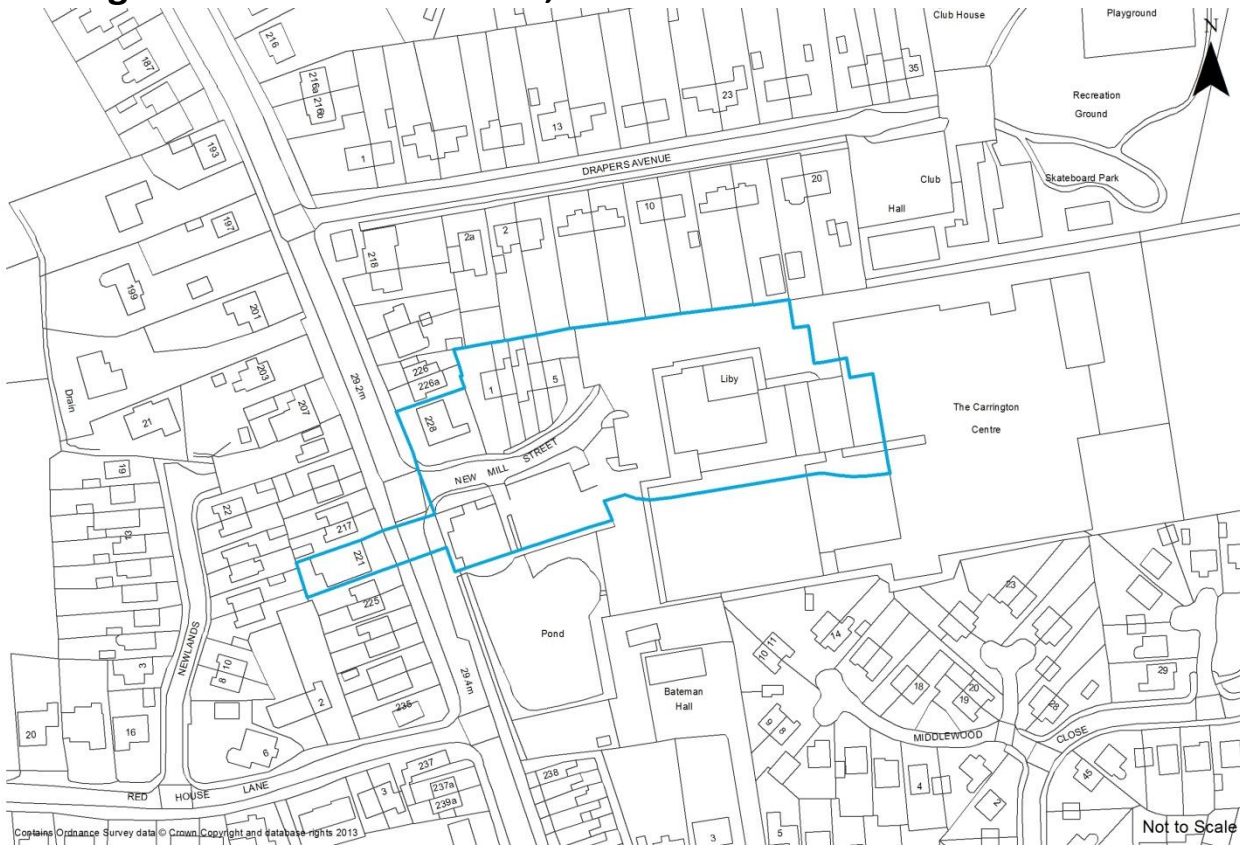 Club House
Playground
N
216
187
216a 216b
35
23
Recreation
Ground
13
1
193
DRAPERS AVENUE
Club
Skateboard Park
20
10
Hall
197
2a
2
218
199
201
29.2m
226
226a
1
5
Liby
203
The Carrington
Centre
Drain
207
228
21
NEW MILL STREET
19
22
13
217
221
225
23
NEWLANDS
Pond
14
10 11
3
8 10
29
18
20
19
Bateman
Hall
28
29.4m
2
235
20
16
6
9
8
MIDDLEWOOD
CLOSE
RED HOUSE LANE
237
237a
239a
3
238
4
45
2
3
5
Contains Ordnance Survey data © Crown Copyright and database rights 2013
Not to Scale